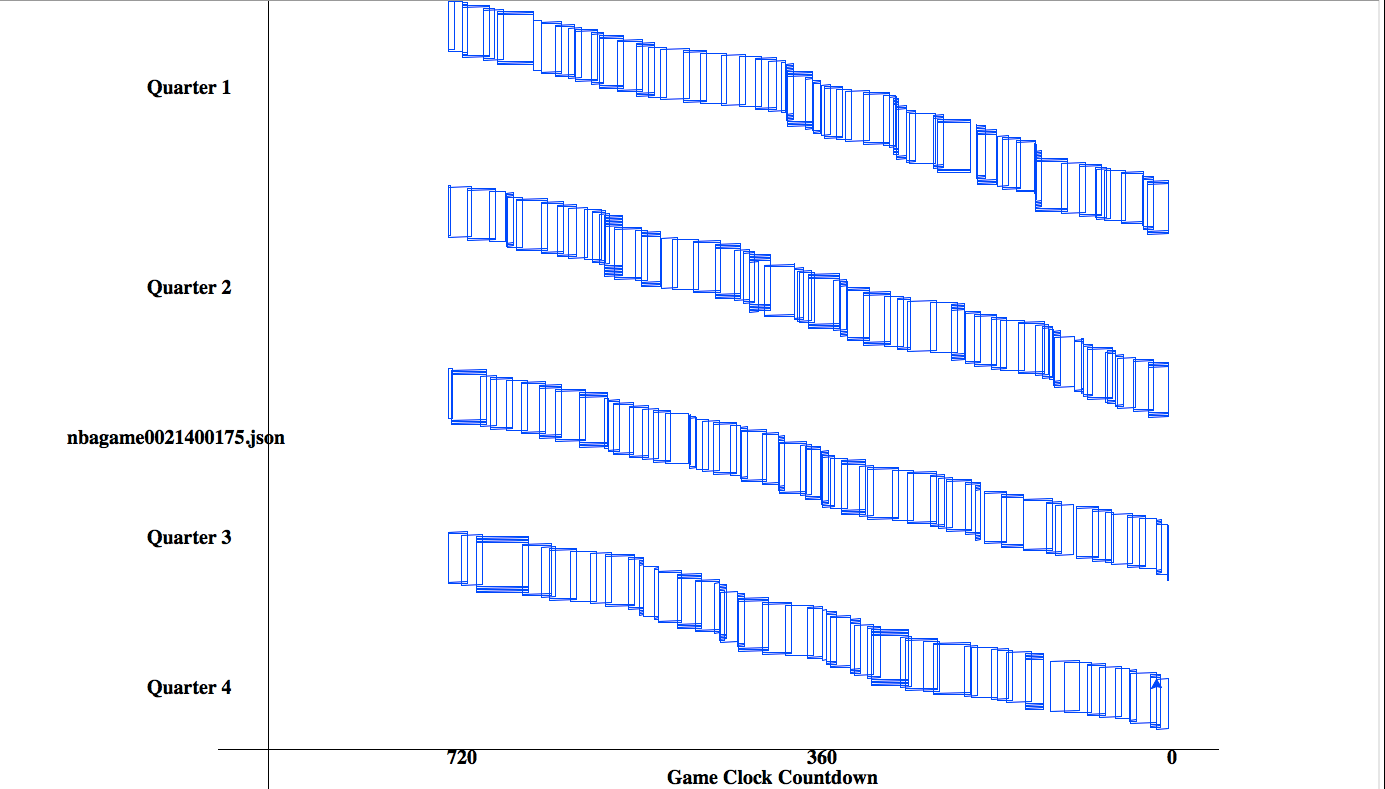 Quarter 1
Quarter 2
nbagame0021400175.json
Quarter 3
Quarter 4
720 360 0
Game Clock Countdown